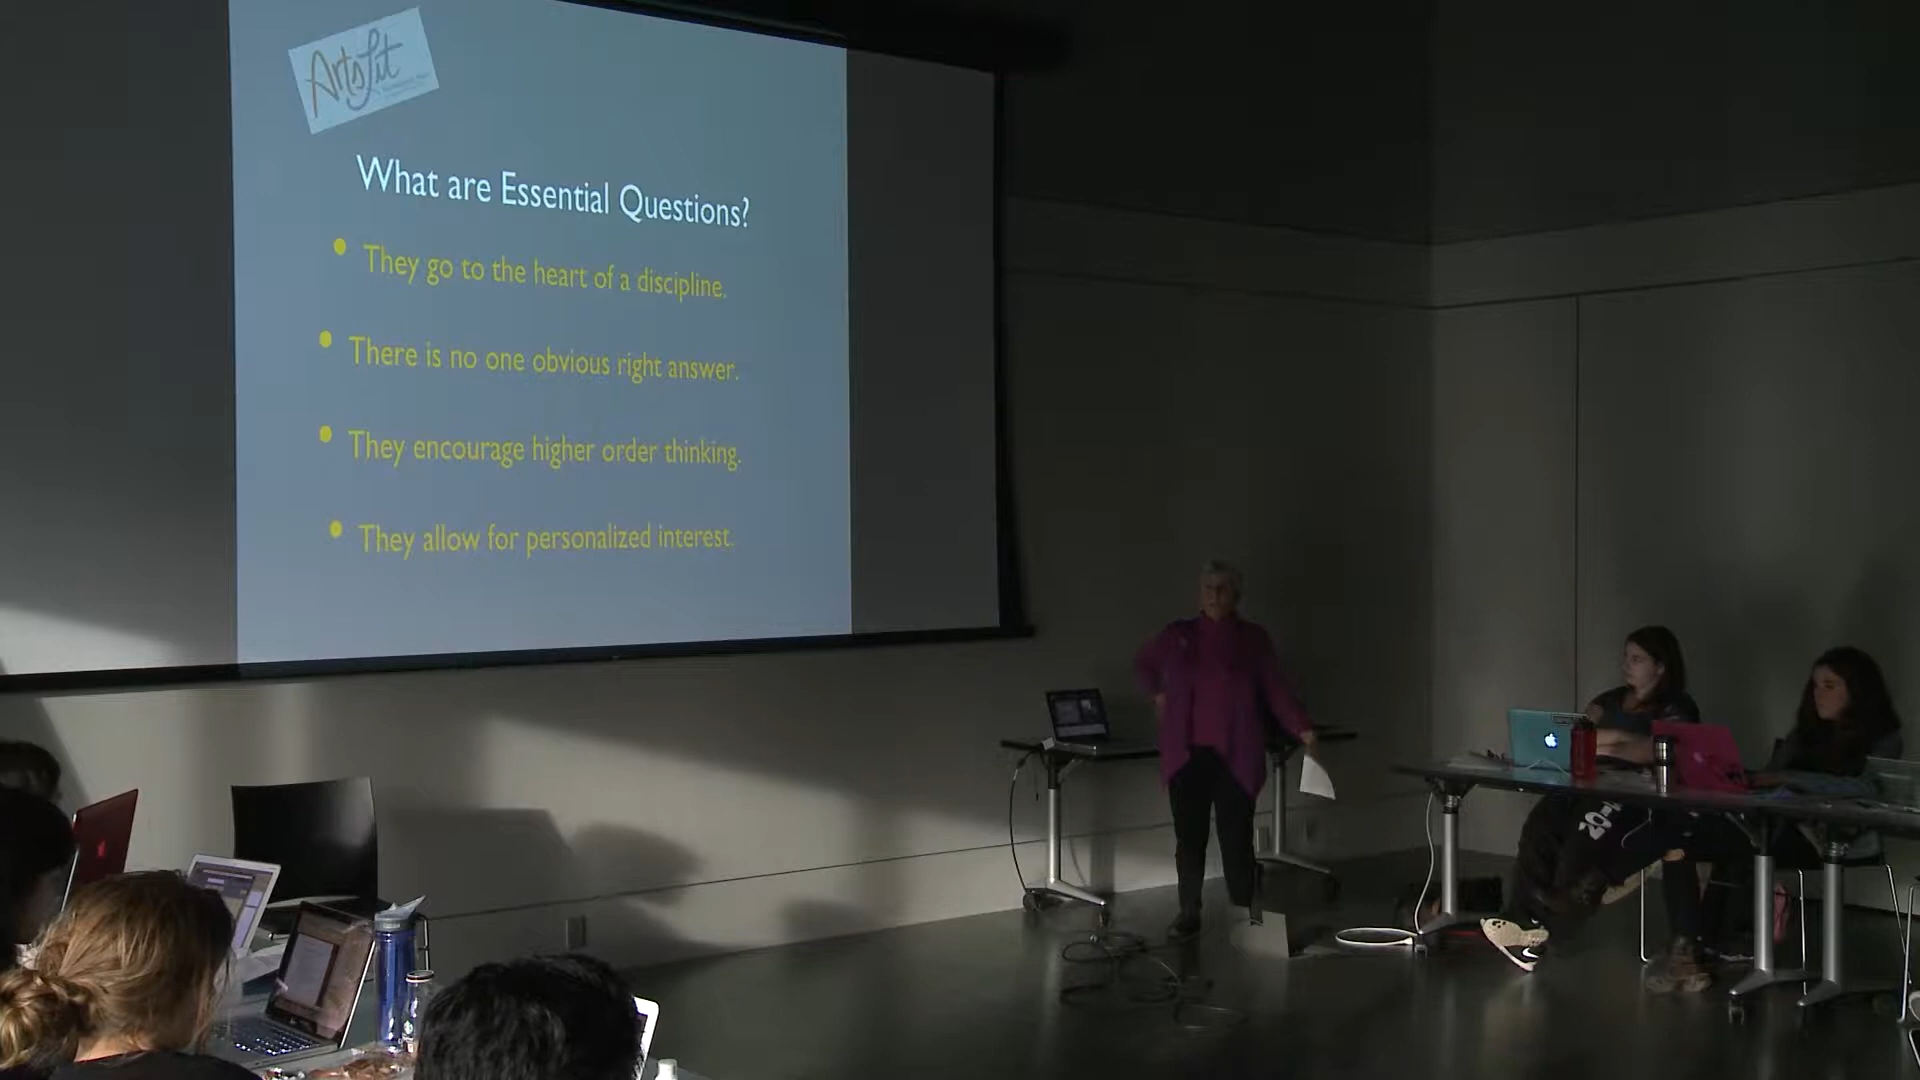 ArtsLit
What are Essential Questions?
• They go to the heart of a discipline.
• There is no one obvious right answer.
• They encourage higher order thinking.
• They allow for personalized interest.